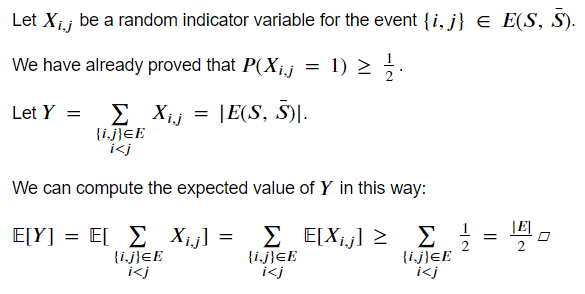 Let X_{i,j} be a random indicator variable for the event {i, j} ∈ E(S, S̄).
We have already proved that P(X_{i,j} = 1) ≥ 1/2 .
Let Y = ∑_{{i,j}∈E, i<j} X_{i,j} = |E(S, S̄)|.
We can compute the expected value of Y in this way:
𝔼[Y] = 𝔼[ ∑_{{i,j}∈E, i<j} X_{i,j}] = ∑_{{i,j}∈E, i<j} 𝔼[X_{i,j}] ≥ ∑_{{i,j}∈E, i<j} 1/2 = |E|/2 □